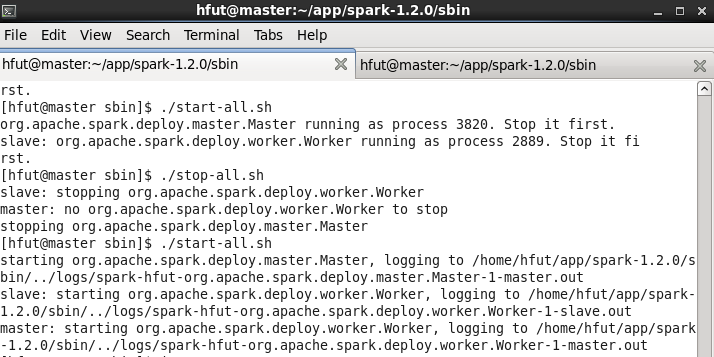 hfut@master:~/app/spark-1.2.0/sbin
File Edit View Search Terminal Tabs Help
hfut@master:~/app/spark-1.2.0/sbin hfut@master:~/app/spark-1.2.0/sbin
rst.
[hfut@master sbin]$ ./start-all.sh
org.apache.spark.deploy.master.Master running as process 3820. Stop it first.
slave: org.apache.spark.deploy.worker.Worker running as process 2889. Stop it fi
rst.
[hfut@master sbin]$ ./stop-all.sh
slave: stopping org.apache.spark.deploy.worker.Worker
master: no org.apache.spark.deploy.worker.Worker to stop
stopping org.apache.spark.deploy.master.Master
[hfut@master sbin]$ ./start-all.sh
starting org.apache.spark.deploy.master.Master, logging to /home/hfut/app/spark-1.2.0/s
bin/../logs/spark-hfut-org.apache.spark.deploy.master.Master-1-master.out
slave: starting org.apache.spark.deploy.worker.Worker, logging to /home/hfut/app/spark-
1.2.0/sbin/../logs/spark-hfut-org.apache.spark.deploy.worker.Worker-1-slave.out
master: starting org.apache.spark.deploy.worker.Worker, logging to /home/hfut/app/spark
-1.2.0/sbin/../logs/spark-hfut-org.apache.spark.deploy.worker.Worker-1-master.out